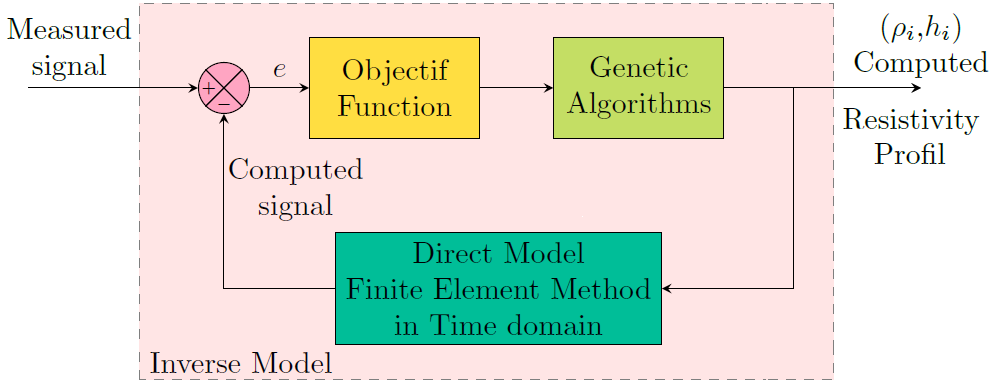 Measured
signal
+
−
e
Objectif
Function
Genetic
Algorithms
(ρᵢ,hᵢ)
Computed
Resistivity
Profil
Computed
signal
Direct Model
Finite Element Method
in Time domain
Inverse Model